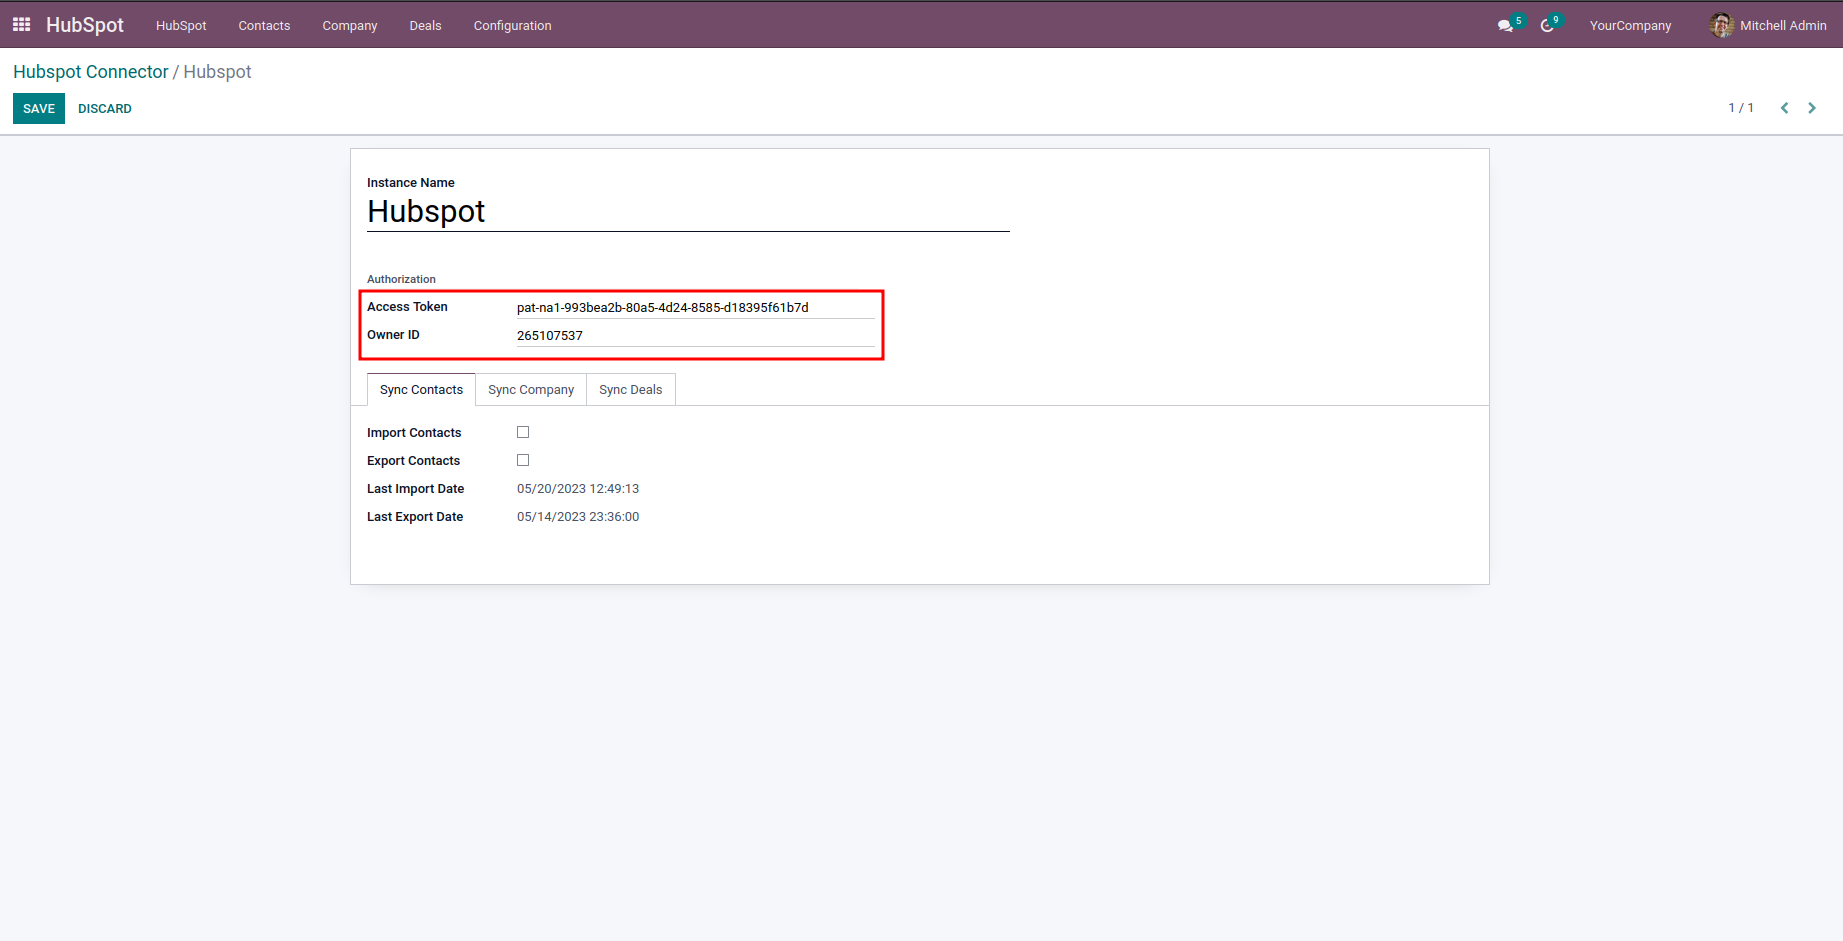 HubSpot HubSpot Contacts Company Deals Configuration 5 9 YourCompany Mitchell Admin
Hubspot Connector / Hubspot
SAVE DISCARD 1 / 1
Instance Name
Hubspot
Authorization
Access Token pat-na1-993bea2b-80a5-4d24-8585-d18395f61b7d
Owner ID 265107537
Sync Contacts Sync Company Sync Deals
Import Contacts
Export Contacts
Last Import Date 05/20/2023 12:49:13
Last Export Date 05/14/2023 23:36:00